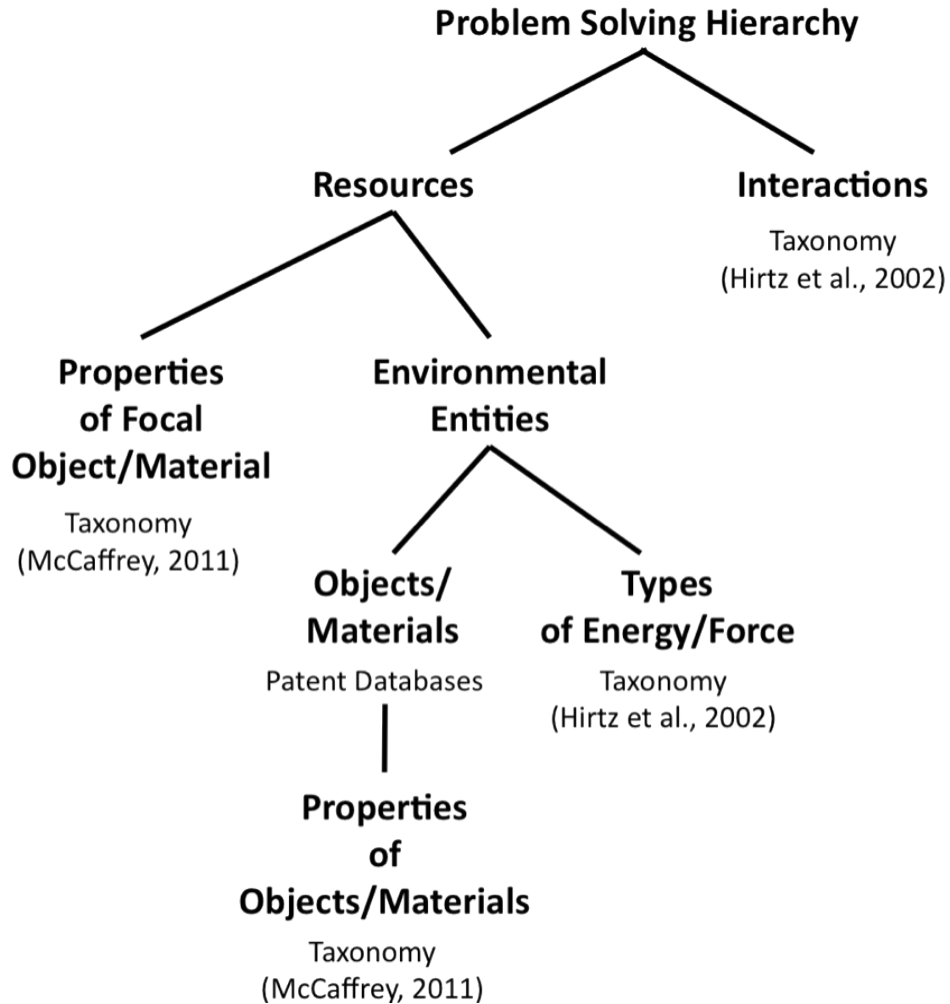 Problem Solving Hierarchy
Resources
Interactions
Taxonomy
(Hirtz et al., 2002)
Properties
of Focal
Object/Material
Taxonomy
(McCaffrey, 2011)
Environmental
Entities
Objects/
Materials
Patent Databases
Types
of Energy/Force
Taxonomy
(Hirtz et al., 2002)
Properties
of
Objects/Materials
Taxonomy
(McCaffrey, 2011)